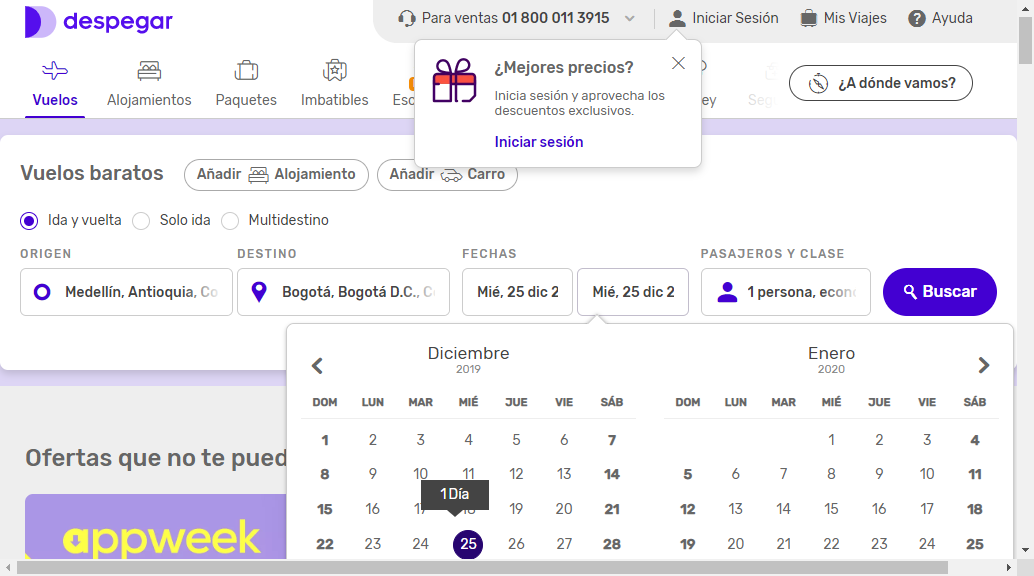 despegar
Para ventas 01 800 011 3915
Iniciar Sesión
Mis Viajes
Ayuda
Vuelos
Alojamientos
Paquetes
Imbatibles
¿A dónde vamos?
¿Mejores precios?
Inicia sesión y aprovecha los
descuentos exclusivos.
Iniciar sesión
Vuelos baratos
Añadir Alojamiento
Añadir Carro
Ida y vuelta
Solo ida
Multidestino
ORIGEN
DESTINO
FECHAS
PASAJEROS Y CLASE
Medellín, Antioquia, Co
Bogotá, Bogotá D.C., C
Mié, 25 dic 2
Mié, 25 dic 2
1 persona, econ
Buscar
Diciembre
2019
DOM LUN MAR MIÉ JUE VIE SÁB
1 2 3 4 5 6 7
8 9 10 11 12 13 14
15 16 17 18 19 20 21
1 Día
22 23 24 25 26 27 28
Enero
2020
DOM LUN MAR MIÉ JUE VIE SÁB
1 2 3 4
5 6 7 8 9 10 11
12 13 14 15 16 17 18
19 20 21 22 23 24 25
Ofertas que no te pued
appweek